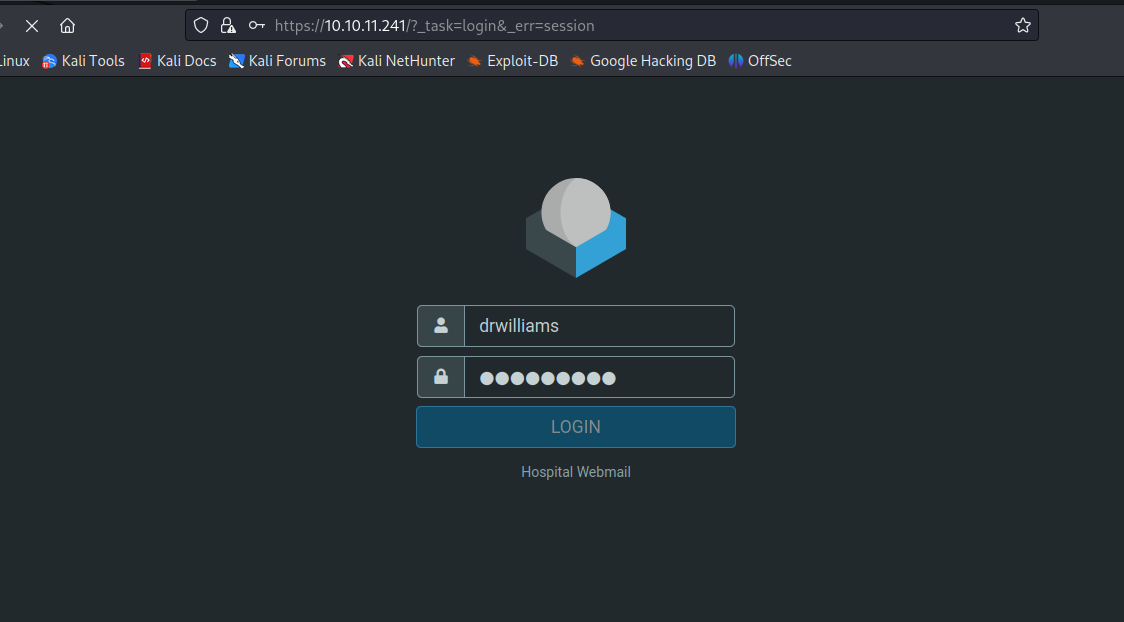 https://10.10.11.241/?_task=login&_err=session
Linux Kali Tools Kali Docs Kali Forums Kali NetHunter Exploit-DB Google Hacking DB OffSec
drwilliams
LOGIN
Hospital Webmail